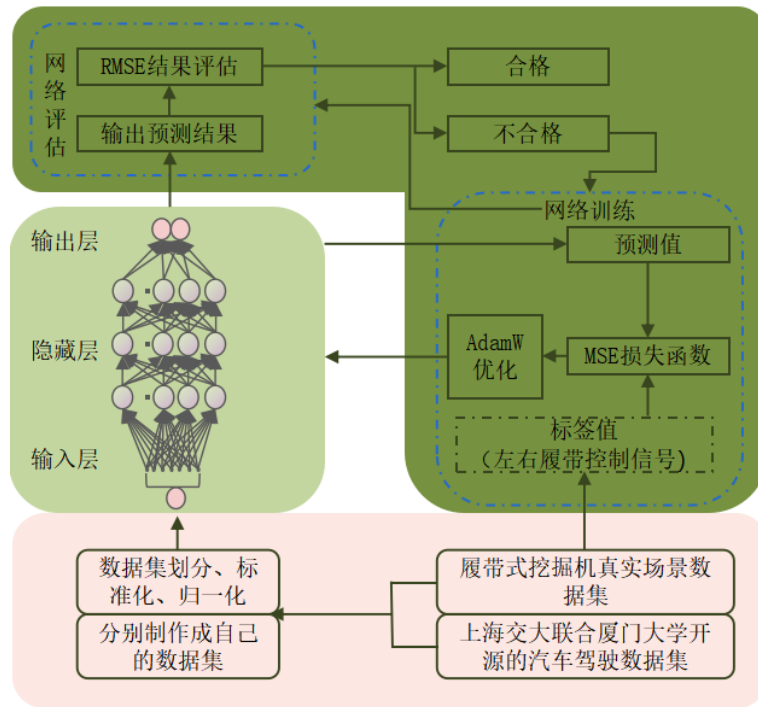 网络评估
RMSE结果评估
输出预测结果
合格
不合格
网络训练
预测值
MSE损失函数
AdamW
优化
标签值
(左右履带控制信号)
输出层
隐藏层
输入层
数据集划分、标
准化、归一化
分别制作成自己
的数据集
履带式挖掘机真实场景数
据集
上海交大联合厦门大学开
源的汽车驾驶数据集